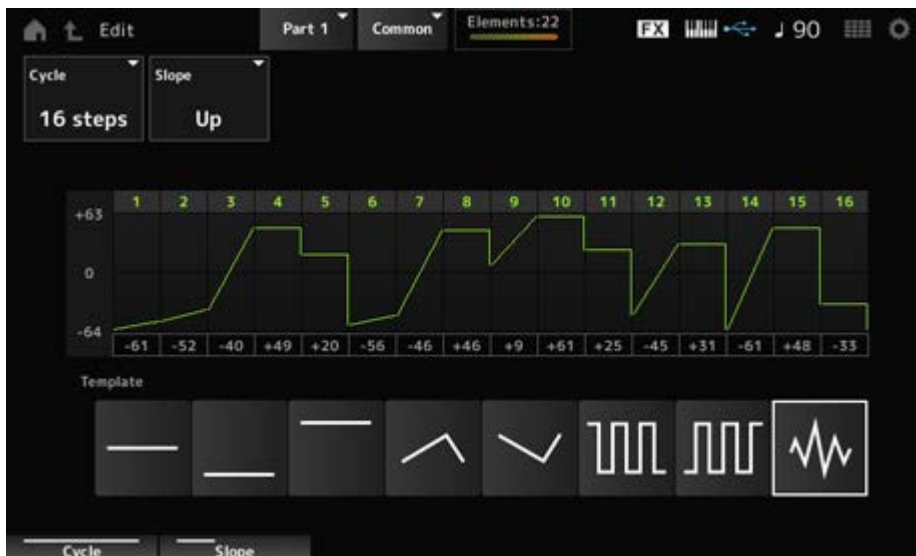 Edit
Part 1
Common
Elements:22
FX
90
Cycle
Slope
16 steps
Up
1 2 3 4 5 6 7 8 9 10 11 12 13 14 15 16
+63
0
-64
-61 -52 -40 +49 +20 -56 -46 +46 +9 +61 +25 -45 +31 -61 +48 -33
Template
Cycle
Slope